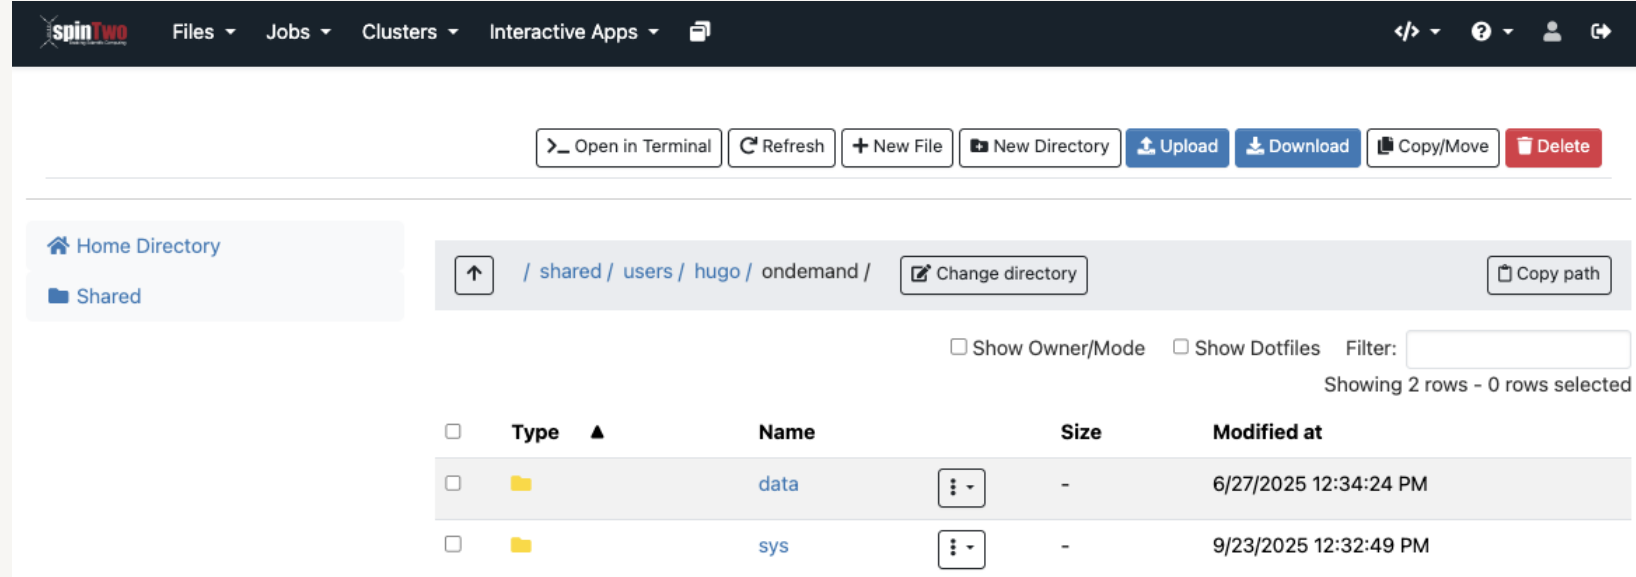 spinTwo Files Jobs Clusters Interactive Apps </>
>_ Open in Terminal Refresh + New File New Directory Upload Download Copy/Move Delete
Home Directory
Shared
/ shared / users / hugo / ondemand / Change directory Copy path
Show Owner/Mode Show Dotfiles Filter:
Showing 2 rows - 0 rows selected
Type Name Size Modified at
data - 6/27/2025 12:34:24 PM
sys - 9/23/2025 12:32:49 PM